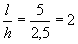 l/h = 5/2,5 = 2